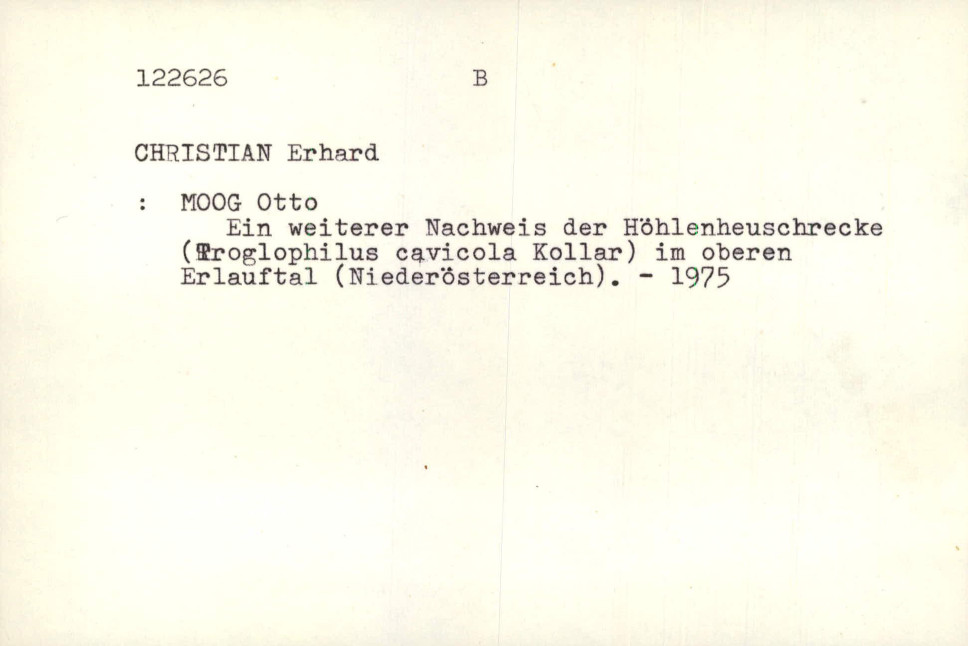 122626 B
CHRISTIAN Erhard
: MOOG Otto
Ein weiterer Nachweis der Höhlenheuschrecke
(Troglophilus cavicola Kollar) im oberen
Erlauftal (Niederösterreich). - 1975